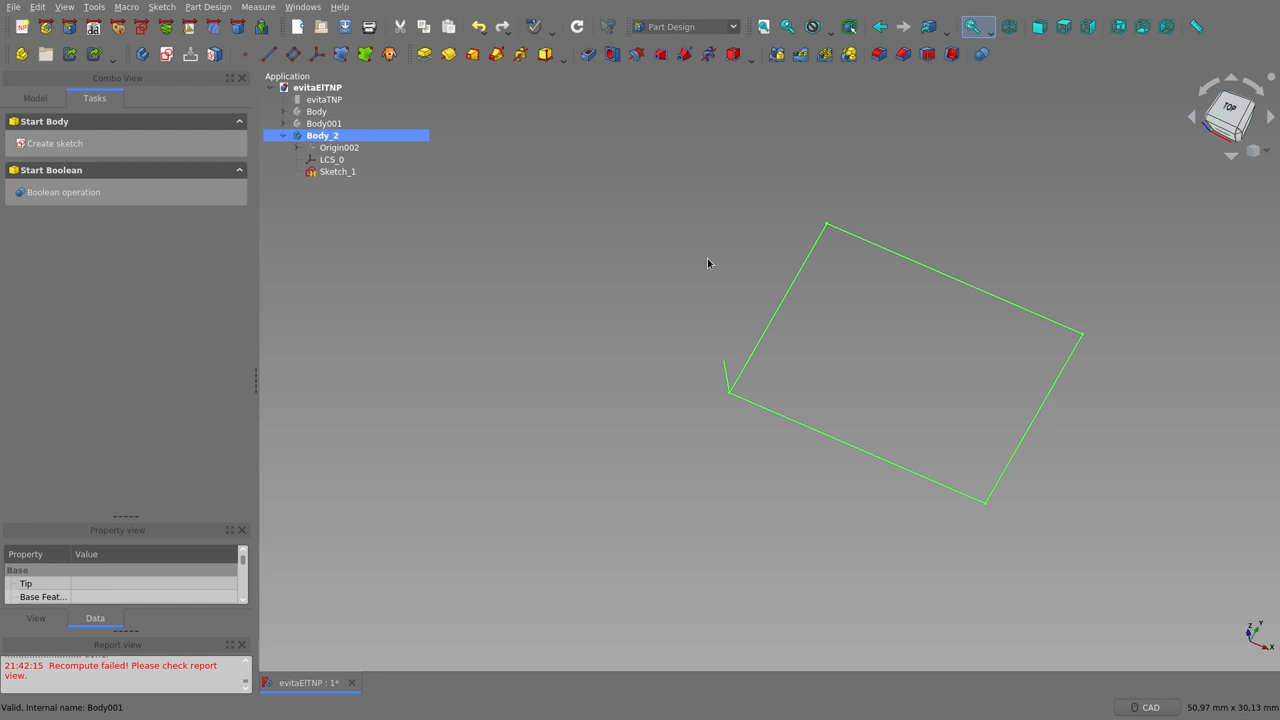 File Edit View Tools Macro Sketch Part Design Measure Windows Help
Part Design
Combo View
Model Tasks
Start Body
Create sketch
Start Boolean
Boolean operation
Application
evitaElTNP
evitaTNP
Body
Body001
Body_2
Origin002
LCS_0
Sketch_1
TOP
Property view
Property Value
Base
Tip
Base Feat...
View Data
Report view
21:42:15 Recompute failed! Please check report
view.
Z Y
X
evitaElTNP : 1*
Valid, Internal name: Body001
CAD
50,97 mm x 30,13 mm